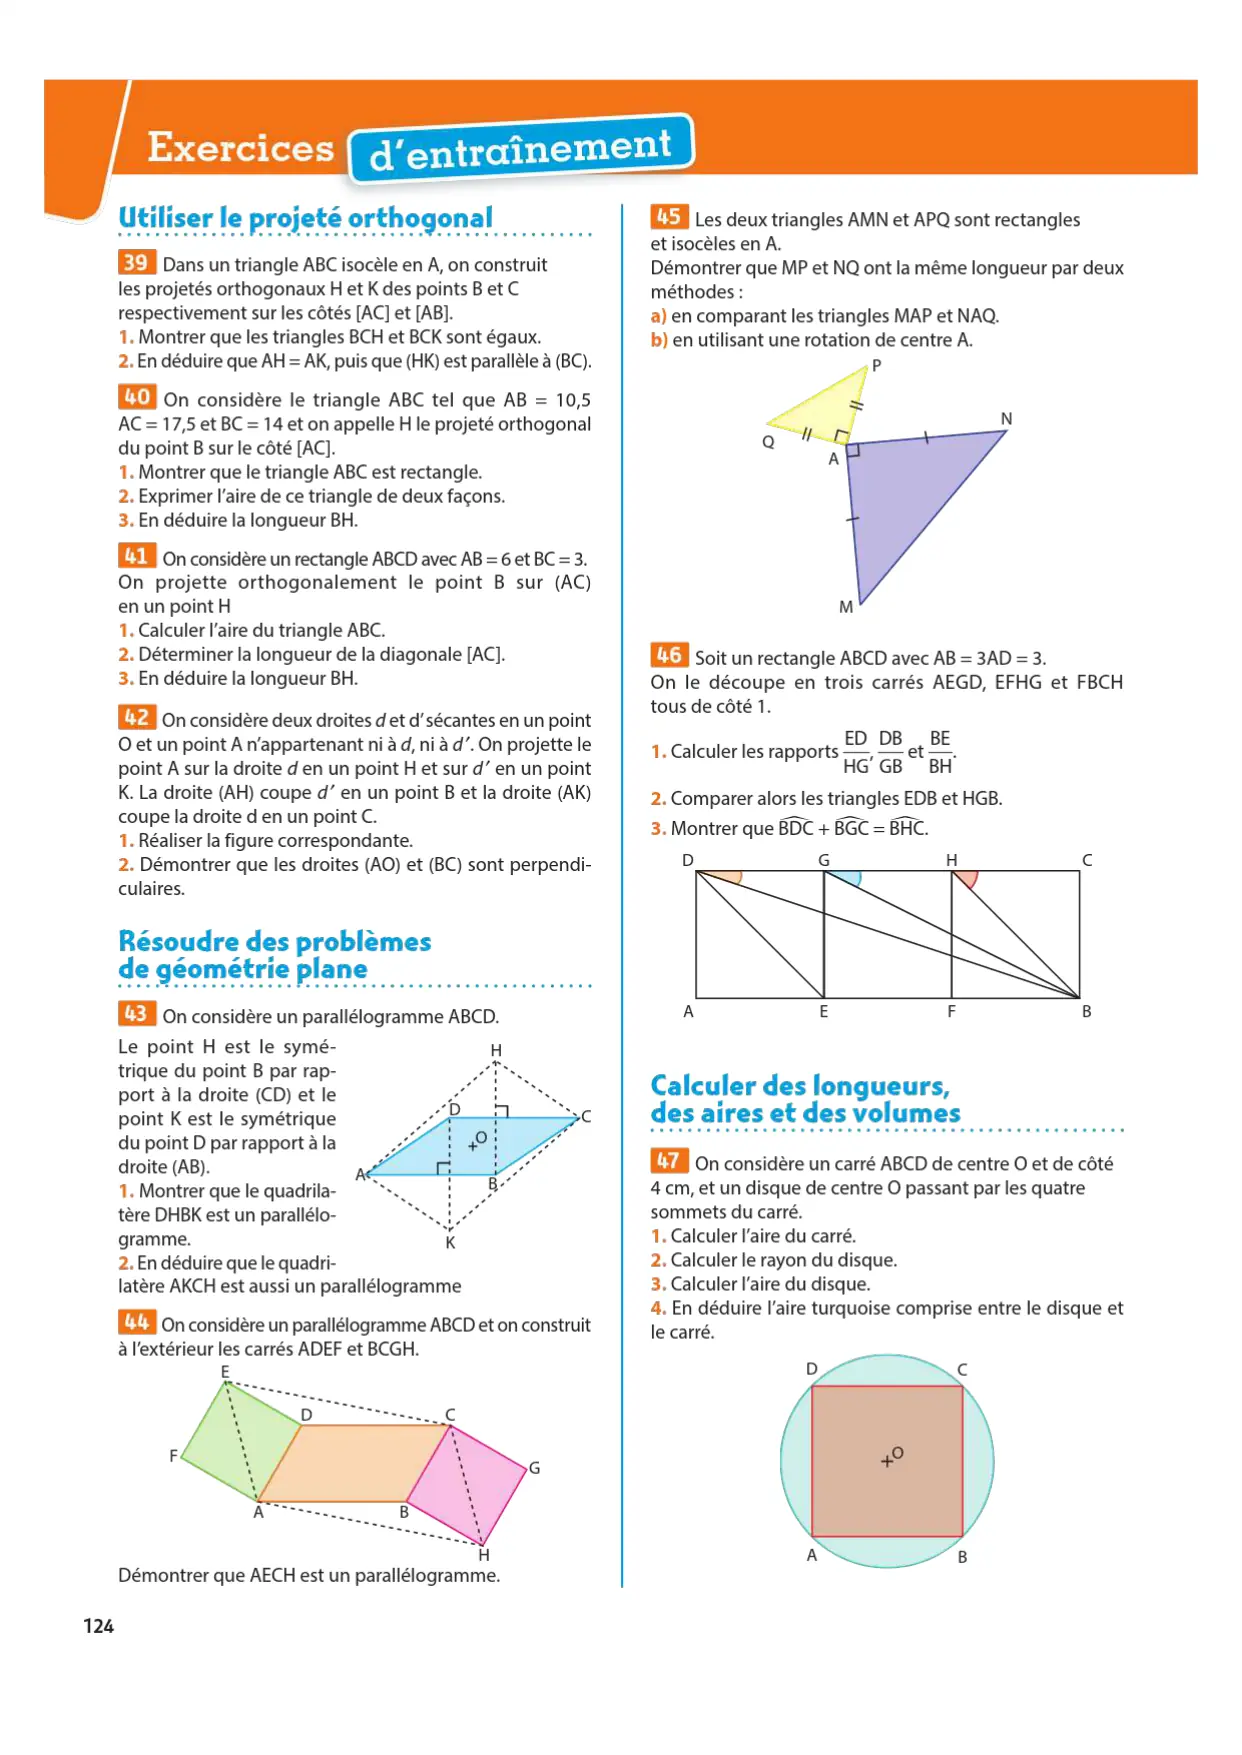 Exercices d'entraînement
Utiliser le projeté orthogonal
39 Dans un triangle ABC isocèle en A, on construit
les projetés orthogonaux H et K des points B et C
respectivement sur les côtés [AC] et [AB].
1. Montrer que les triangles BCH et BCK sont égaux.
2. En déduire que AH = AK, puis que (HK) est parallèle à (BC).
40 On considère le triangle ABC tel que AB = 10,5
AC = 17,5 et BC = 14 et on appelle H le projeté orthogonal
du point B sur le côté [AC].
1. Montrer que le triangle ABC est rectangle.
2. Exprimer l'aire de ce triangle de deux façons.
3. En déduire la longueur BH.
41 On considère un rectangle ABCD avec AB = 6 et BC = 3.
On projette orthogonalement le point B sur (AC)
en un point H
1. Calculer l'aire du triangle ABC.
2. Déterminer la longueur de la diagonale [AC].
3. En déduire la longueur BH.
42 On considère deux droites d et d' sécantes en un point
O et un point A n'appartenant ni à d, ni à d'. On projette le
point A sur la droite d en un point H et sur d' en un point
K. La droite (AH) coupe d' en un point B et la droite (AK)
coupe la droite d en un point C.
1. Réaliser la figure correspondante.
2. Démontrer que les droites (AO) et (BC) sont perpendi-
culaires.
Résoudre des problèmes
de géométrie plane
43 On considère un parallélogramme ABCD.
Le point H est le symé-
trique du point B par rap-
port à la droite (CD) et le
point K est le symétrique
du point D par rapport à la
droite (AB).
1. Montrer que le quadrila-
tère DHBK est un parallélo-
gramme.
2. En déduire que le quadri-
latère AKCH est aussi un parallélogramme
H
D
C
O
A
B
K
44 On considère un parallélogramme ABCD et on construit
à l'extérieur les carrés ADEF et BCGH.
E
D
C
F
G
A
B
H
Démontrer que AECH est un parallélogramme.
124
45 Les deux triangles AMN et APQ sont rectangles
et isocèles en A.
Démontrer que MP et NQ ont la même longueur par deux
méthodes :
a) en comparant les triangles MAP et NAQ.
b) en utilisant une rotation de centre A.
P
N
Q
A
M
46 Soit un rectangle ABCD avec AB = 3AD = 3.
On le découpe en trois carrés AEGD, EFHG et FBCH
tous de côté 1.
1. Calculer les rapports ED/HG, DB/GB et BE/BH.
2. Comparer alors les triangles EDB et HGB.
3. Montrer que BDC + BGC = BHC.
D G H C
A E F B
Calculer des longueurs,
des aires et des volumes
47 On considère un carré ABCD de centre O et de côté
4 cm, et un disque de centre O passant par les quatre
sommets du carré.
1. Calculer l'aire du carré.
2. Calculer le rayon du disque.
3. Calculer l'aire du disque.
4. En déduire l'aire turquoise comprise entre le disque et
le carré.
D C
O
A B